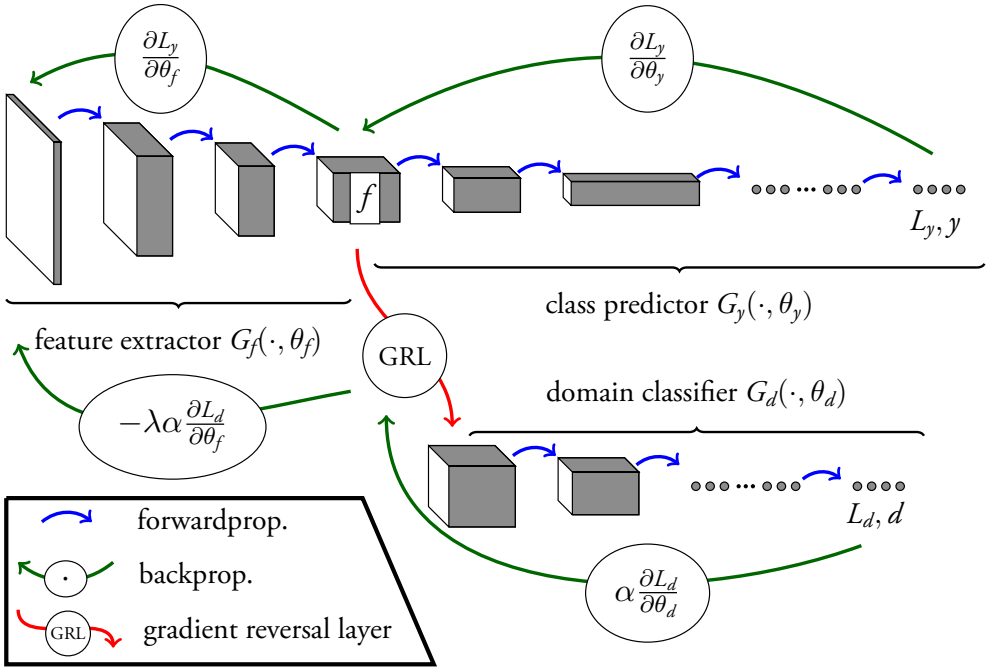 ∂L_y/∂θ_f
∂L_y/∂θ_y
f
L_y, y
class predictor G_y(·, θ_y)
feature extractor G_f(·, θ_f)
GRL
−λα ∂L_d/∂θ_f
domain classifier G_d(·, θ_d)
L_d, d
α ∂L_d/∂θ_d
forwardprop.
· backprop.
GRL gradient reversal layer